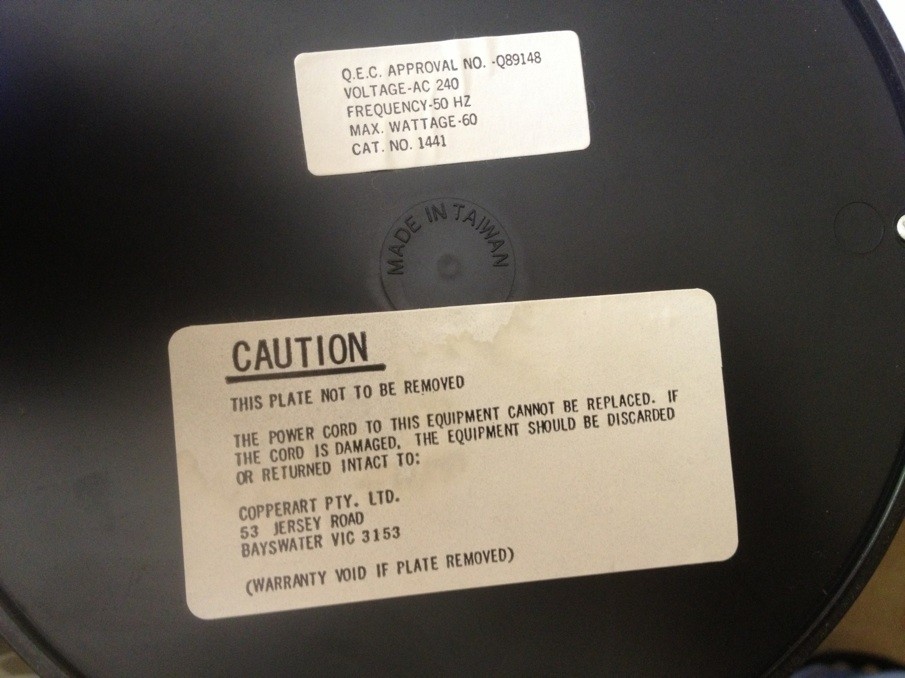 Q.E.C. APPROVAL NO. -Q89148
VOLTAGE-AC 240
FREQUENCY-50 HZ
MAX. WATTAGE-60
CAT. NO. 1441
MADE IN TAIWAN
CAUTION
THIS PLATE NOT TO BE REMOVED
THE POWER CORD TO THIS EQUIPMENT CANNOT BE REPLACED. IF
THE CORD IS DAMAGED, THE EQUIPMENT SHOULD BE DISCARDED
OR RETURNED INTACT TO:
COPPERART PTY. LTD.
53 JERSEY ROAD
BAYSWATER VIC 3153
(WARRANTY VOID IF PLATE REMOVED)